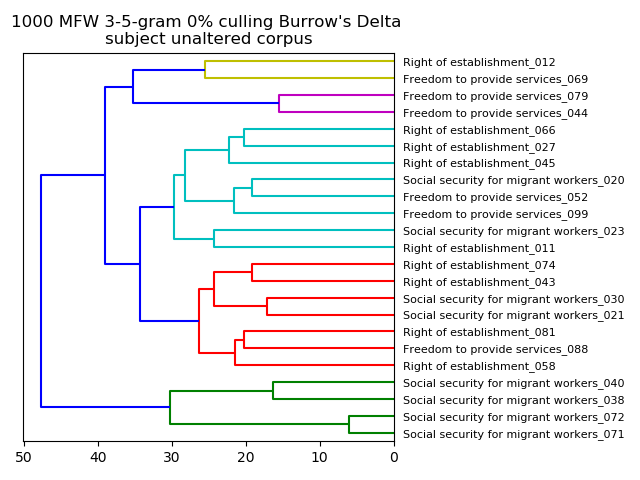 1000 MFW 3-5-gram 0% culling Burrow's Delta
subject unaltered corpus
Right of establishment_012
Freedom to provide services_069
Freedom to provide services_079
Freedom to provide services_044
Right of establishment_066
Right of establishment_027
Right of establishment_045
Social security for migrant workers_020
Freedom to provide services_052
Freedom to provide services_099
Social security for migrant workers_023
Right of establishment_011
Right of establishment_074
Right of establishment_043
Social security for migrant workers_030
Social security for migrant workers_021
Right of establishment_081
Freedom to provide services_088
Right of establishment_058
Social security for migrant workers_040
Social security for migrant workers_038
Social security for migrant workers_072
Social security for migrant workers_071
50 40 30 20 10 0